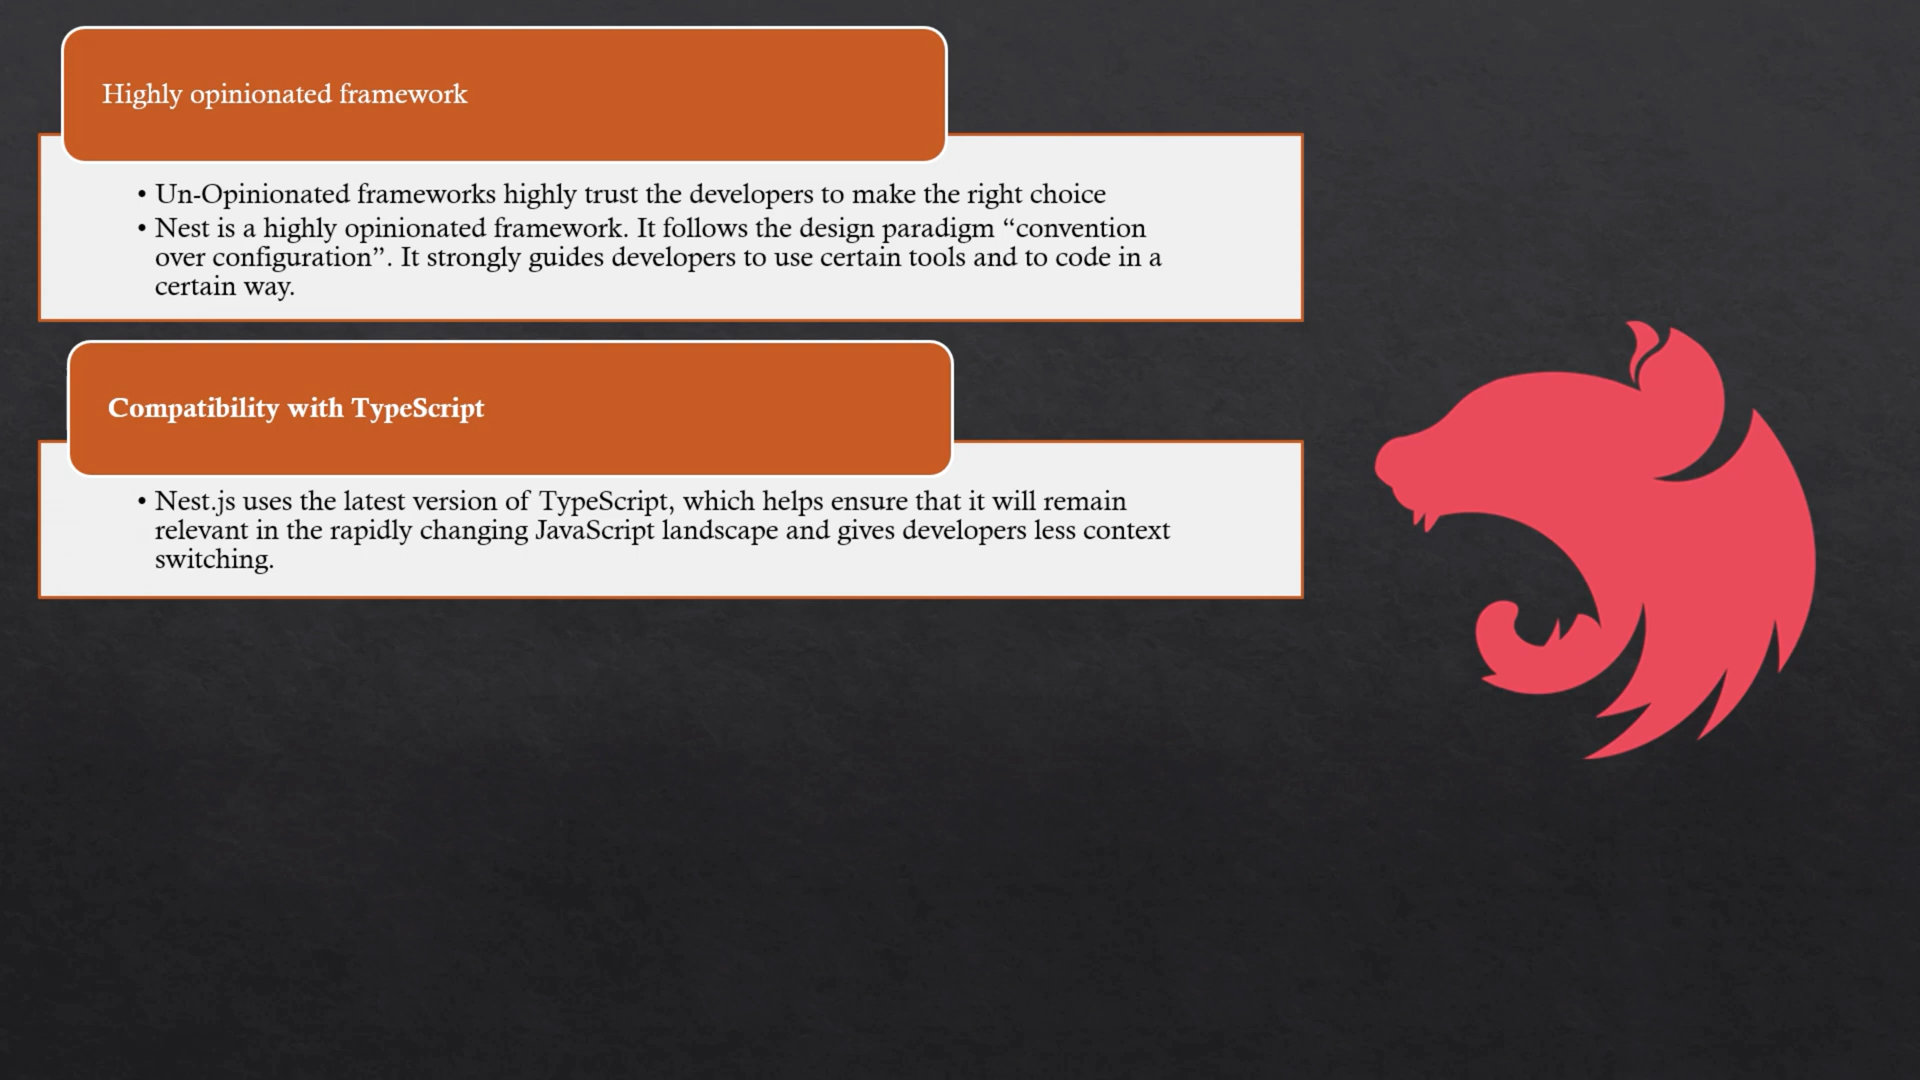 Highly opinionated framework
• Un-Opinionated frameworks highly trust the developers to make the right choice
• Nest is a highly opinionated framework. It follows the design paradigm “convention
over configuration”. It strongly guides developers to use certain tools and to code in a
certain way.
Compatibility with TypeScript
• Nest.js uses the latest version of TypeScript, which helps ensure that it will remain
relevant in the rapidly changing JavaScript landscape and gives developers less context
switching.